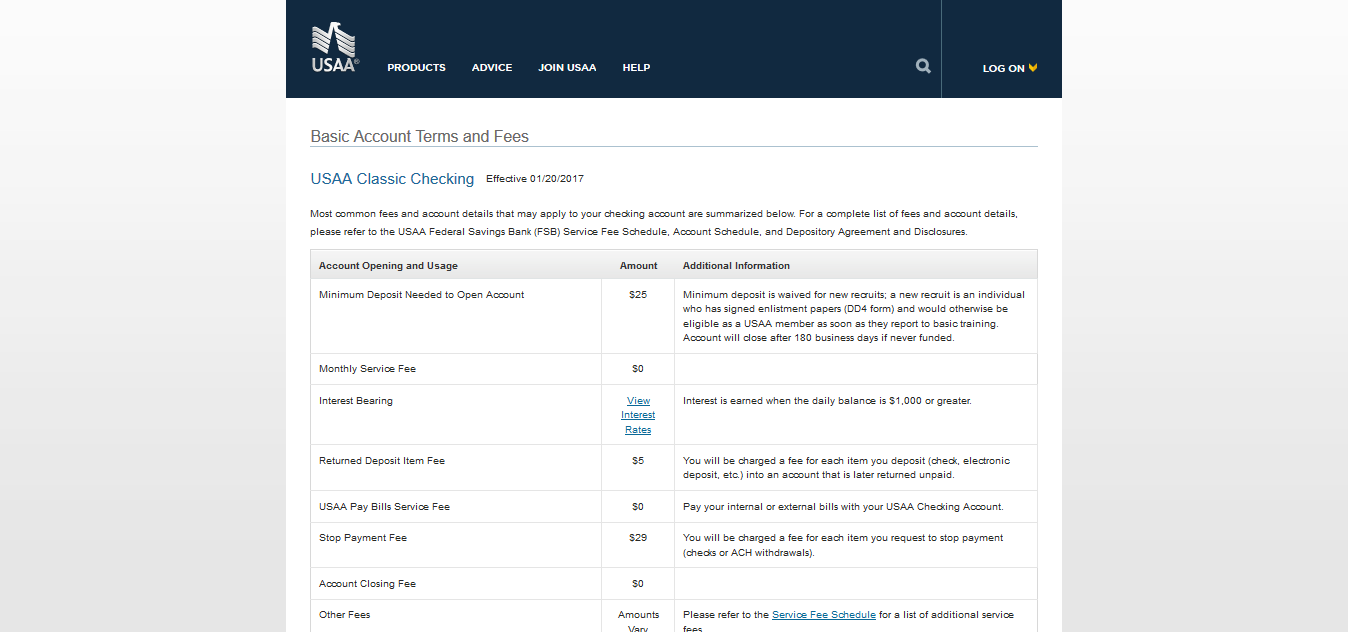 USAA®
PRODUCTS
ADVICE
JOIN USAA
HELP
LOG ON
Basic Account Terms and Fees
USAA Classic Checking Effective 01/20/2017
Most common fees and account details that may apply to your checking account are summarized below. For a complete list of fees and account details,
please refer to the USAA Federal Savings Bank (FSB) Service Fee Schedule, Account Schedule, and Depository Agreement and Disclosures.
Account Opening and Usage Amount Additional Information
Minimum Deposit Needed to Open Account $25 Minimum deposit is waived for new recruits; a new recruit is an individual
who has signed enlistment papers (DD4 form) and would otherwise be
eligible as a USAA member as soon as they report to basic training.
Account will close after 180 business days if never funded.
Monthly Service Fee $0
Interest Bearing View Interest is earned when the daily balance is $1,000 or greater.
Interest
Rates
Returned Deposit Item Fee $5 You will be charged a fee for each item you deposit (check, electronic
deposit, etc.) into an account that is later returned unpaid.
USAA Pay Bills Service Fee $0 Pay your internal or external bills with your USAA Checking Account.
Stop Payment Fee $29 You will be charged a fee for each item you request to stop payment
(checks or ACH withdrawals).
Account Closing Fee $0
Other Fees Amounts Please refer to the Service Fee Schedule for a list of additional service
Vary fees